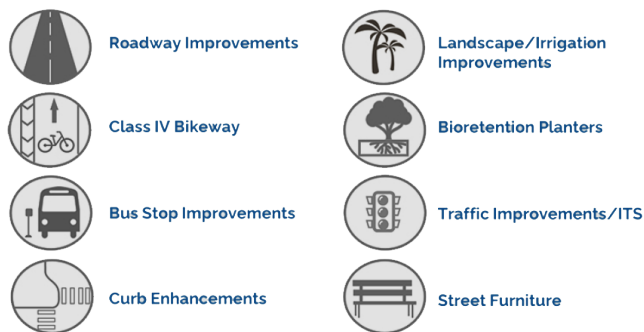 Roadway Improvements
Class IV Bikeway
Bus Stop Improvements
Curb Enhancements
Landscape/Irrigation
Improvements
Bioretention Planters
Traffic Improvements/ITS
Street Furniture